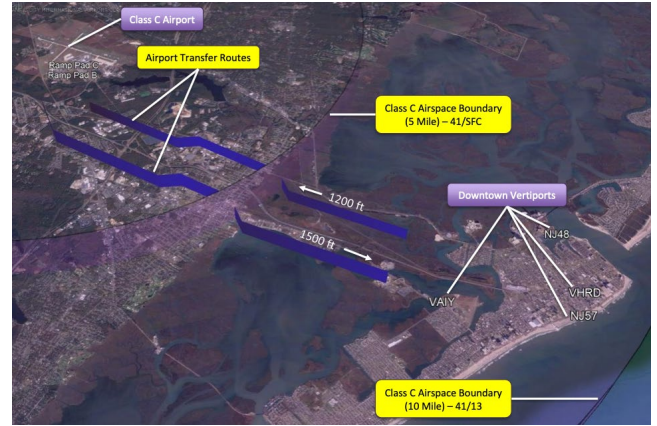 Class C Airport
Airport Transfer Routes
Ramp Pad C
Ramp Pad B
Class C Airspace Boundary
(5 Mile) – 41/SFC
1200 ft
1500 ft
Downtown Vertiports
NJ48
VAIY
VHRD
NJ57
Class C Airspace Boundary
(10 Mile) – 41/13